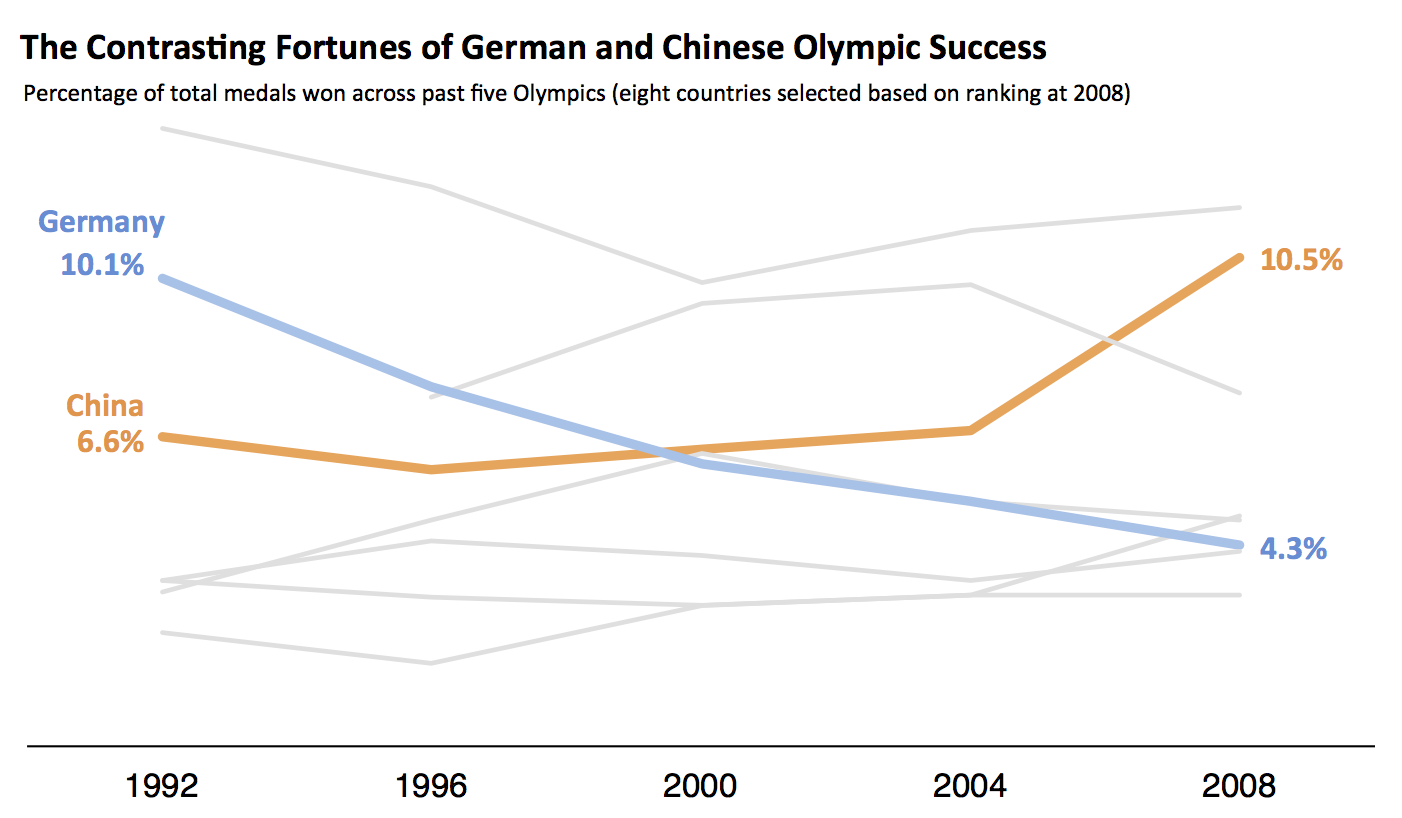 The Contrasting Fortunes of German and Chinese Olympic Success
Percentage of total medals won across past five Olympics (eight countries selected based on ranking at 2008)
Germany
10.1%
10.5%
China
6.6%
4.3%
1992 1996 2000 2004 2008